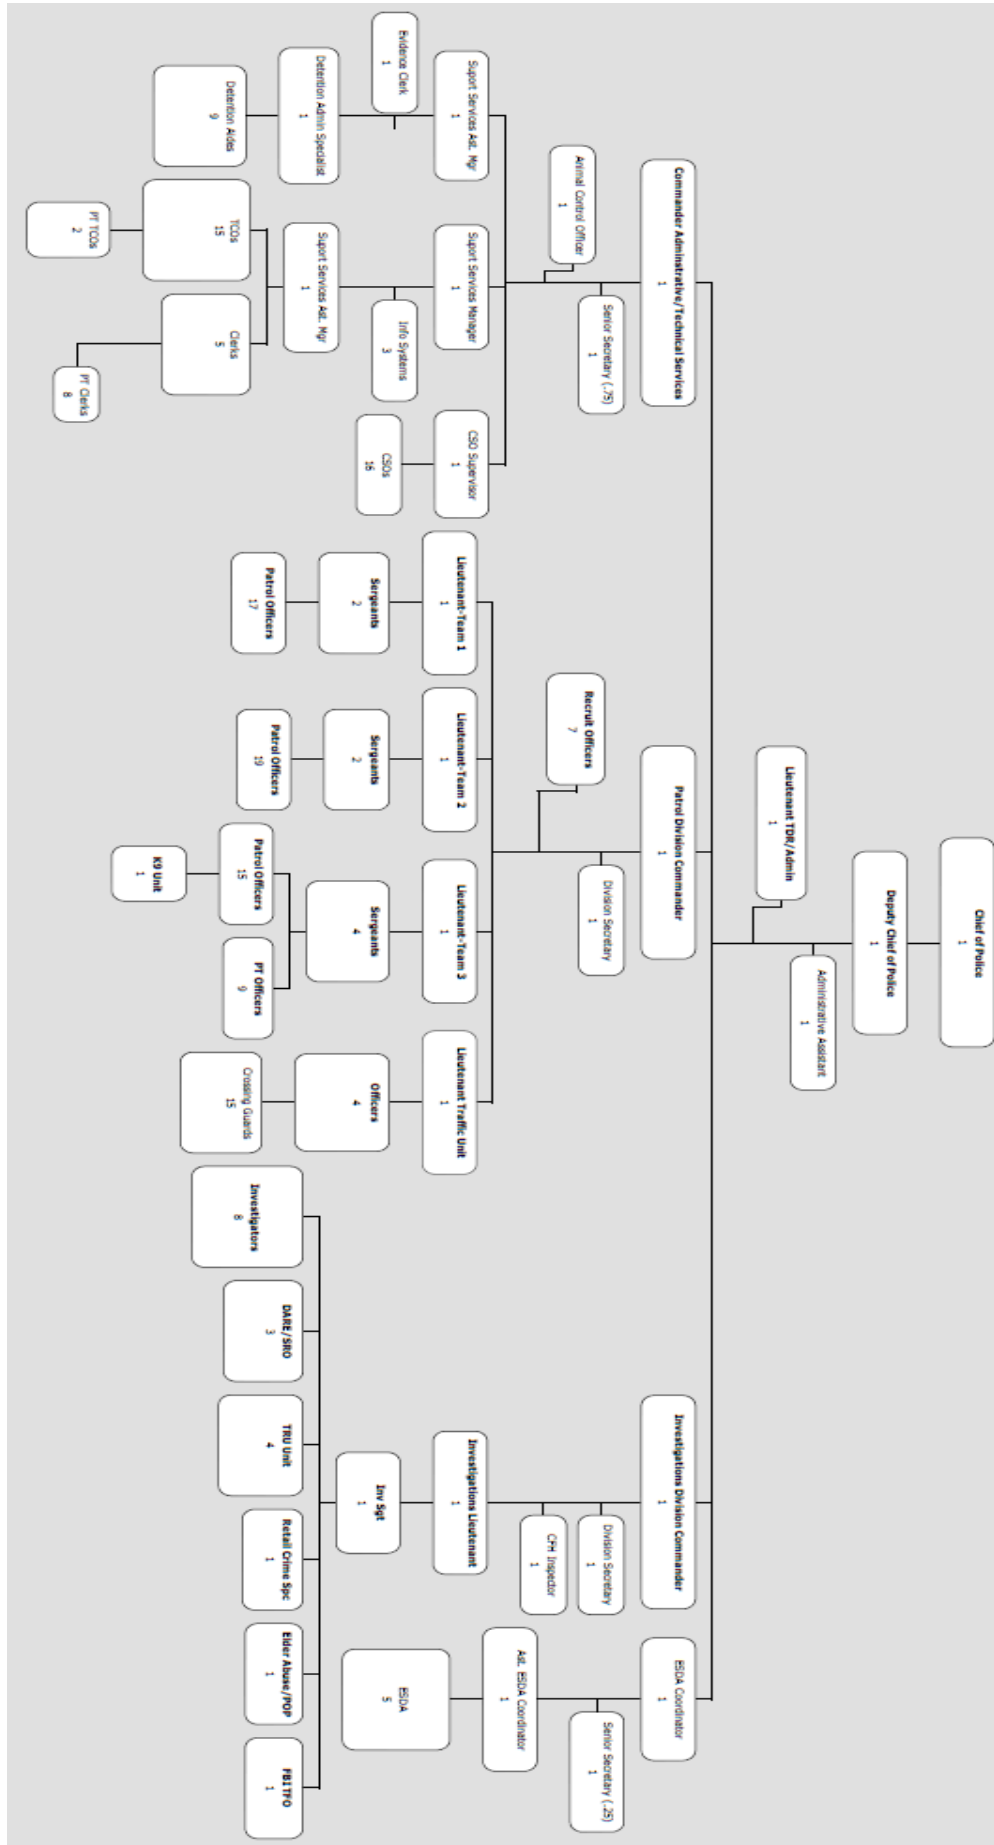 Chief of Police
1
Deputy Chief of Police
1
Lieutenant TDR/Admin
1
Administrative Assistant
1
Commander Adminstrative/Technical Services
1
Patrol Division Commander
1
Investigations Division Commander
1
ESDA Coordinator
1
Senior Secretary (.75)
1
Division Secretary
1
Division Secretary
1
Senior Secretary (.25)
1
Animal Control Officer
1
Recruit Officers
7
CFH Inspector
1
Suport Services Ast. Mgr
1
Suport Services Manager
1
CSO Supervisor
1
Lieutenant-Team 1
1
Lieutenant-Team 2
1
Lieutenant-Team 3
1
Lieutenant Traffic Unit
1
Investigations Lieutenant
1
Ast. ESDA Coordinator
1
Evidence Clerk
1
Info Systems
3
CSOs
16
Sergeants
2
Sergeants
2
Sergeants
4
Officers
4
Inv Sgt
1
ESDA
5
Detention Admin Specialist
1
Suport Services Ast. Mgr
1
Patrol Officers
17
Patrol Officers
19
Patrol Officers
15
PT Officers
9
Crossing Guards
15
Investigators
8
DARE/SRO
3
TRU Unit
4
Retail Crime Spc
1
Elder Abuse/POP
1
FBI TFO
1
Detention Aides
9
TCOs
15
Clerks
5
K9 Unit
1
PT TCOs
2
PT Clerks
8